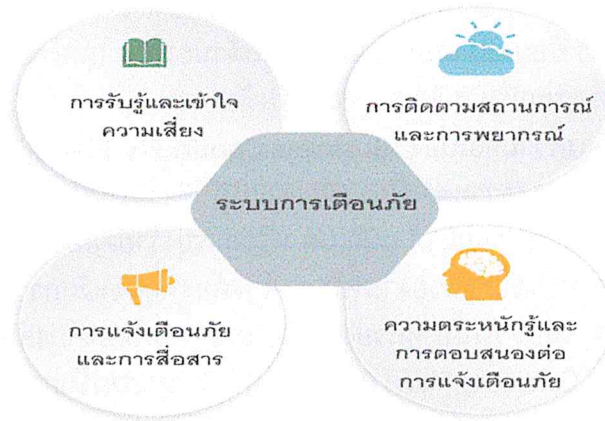 การรับรู้และเข้าใจ
ความเสี่ยง
การติดตามสถานการณ์
และการพยากรณ์
ระบบการเตือนภัย
การแจ้งเตือนภัย
และการสื่อสาร
ความตระหนักรู้และ
การตอบสนองต่อ
การแจ้งเตือนภัย